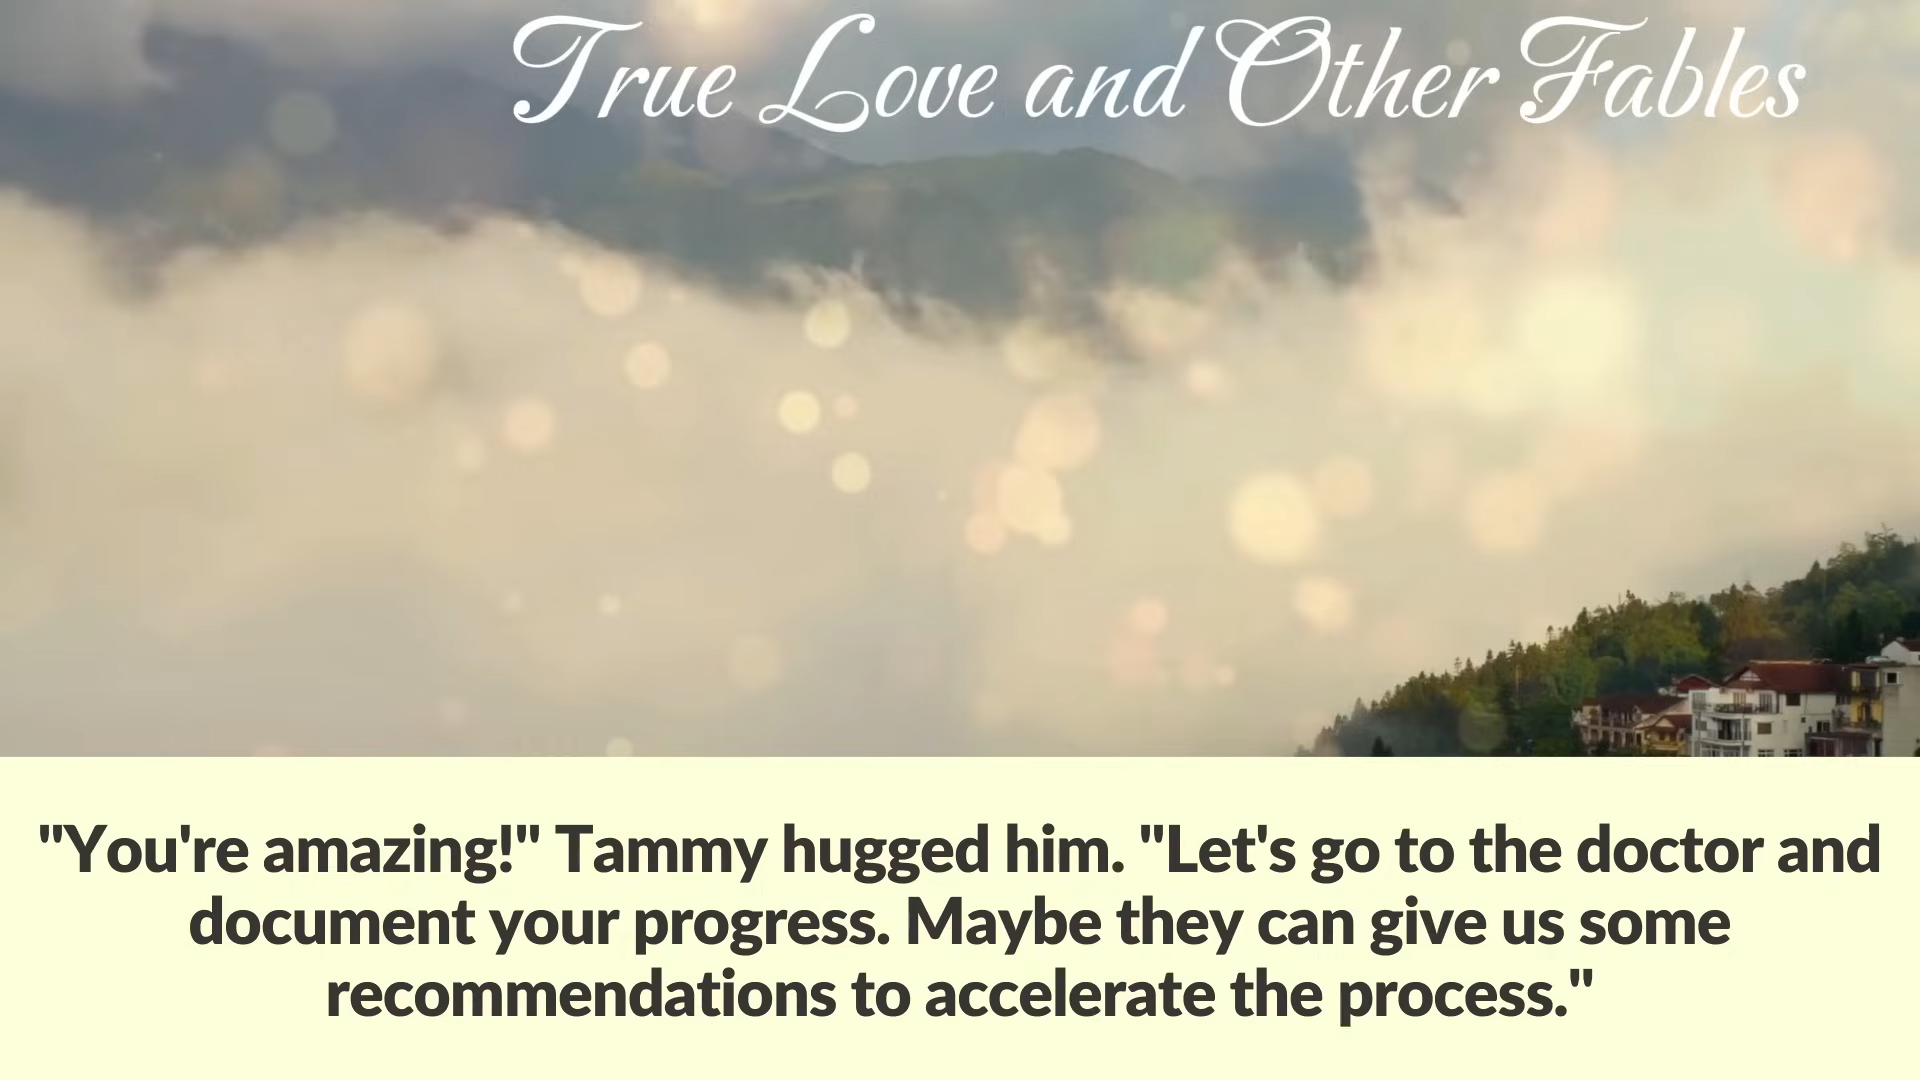 True Love and Other Fables
"You're amazing!" Tammy hugged him. "Let's go to the doctor and
document your progress. Maybe they can give us some
recommendations to accelerate the process."